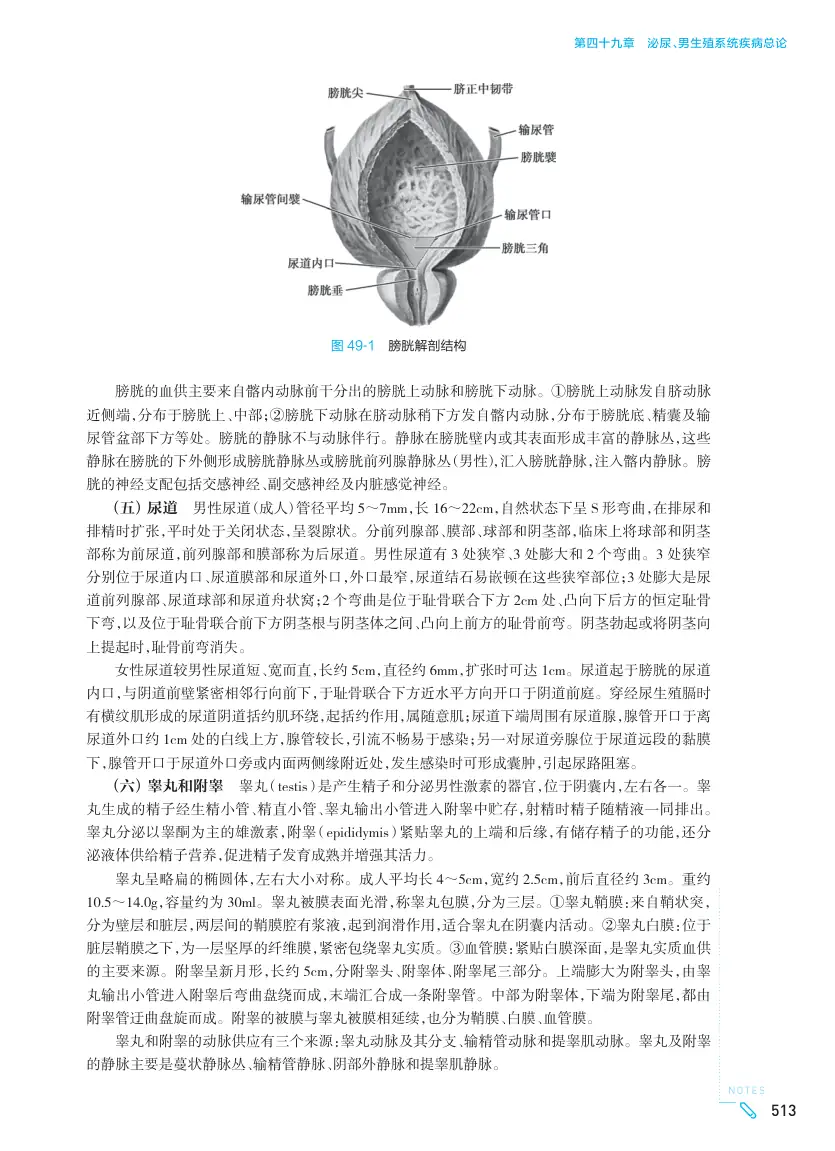 第四十九章 泌尿、男生殖系统疾病总论
膀胱尖
脐正中韧带
输尿管
膀胱襞
输尿管间襞
输尿管口
膀胱三角
尿道内口
膀胱垂
图 49-1 膀胱解剖结构
膀胱的血供主要来自髂内动脉前干分出的膀胱上动脉和膀胱下动脉。①膀胱上动脉发自脐动脉
近侧端,分布于膀胱上、中部;②膀胱下动脉在脐动脉稍下方发自髂内动脉,分布于膀胱底、精囊及输
尿管盆部下方等处。膀胱的静脉不与动脉伴行。静脉在膀胱壁内或其表面形成丰富的静脉丛,这些
静脉在膀胱的下外侧形成膀胱静脉丛或膀胱前列腺静脉丛(男性),汇入膀胱静脉,注入髂内静脉。膀
胱的神经支配包括交感神经、副交感神经及内脏感觉神经。
(五)尿道 男性尿道(成人)管径平均 5～7mm,长 16～22cm,自然状态下呈 S 形弯曲,在排尿和
排精时扩张,平时处于关闭状态,呈裂隙状。分前列腺部、膜部、球部和阴茎部,临床上将球部和阴茎
部称为前尿道,前列腺部和膜部称为后尿道。男性尿道有 3 处狭窄、3 处膨大和 2 个弯曲。3 处狭窄
分别位于尿道内口、尿道膜部和尿道外口,外口最窄,尿道结石易嵌顿在这些狭窄部位;3 处膨大是尿
道前列腺部、尿道球部和尿道舟状窝;2 个弯曲是位于耻骨联合下方 2cm 处、凸向下后方的恒定耻骨
下弯,以及位于耻骨联合前下方阴茎根与阴茎体之间、凸向上前方的耻骨前弯。阴茎勃起或将阴茎向
上提起时,耻骨前弯消失。
女性尿道较男性尿道短、宽而直,长约 5cm,直径约 6mm,扩张时可达 1cm。尿道起于膀胱的尿道
内口,与阴道前壁紧密相邻行向前下,于耻骨联合下方近水平方向开口于阴道前庭。穿经尿生殖膈时
有横纹肌形成的尿道阴道括约肌环绕,起括约作用,属随意肌;尿道下端周围有尿道腺,腺管开口于离
尿道外口约 1cm 处的白线上方,腺管较长,引流不畅易于感染;另一对尿道旁腺位于尿道远段的黏膜
下,腺管开口于尿道外口旁或内面两侧缘附近处,发生感染时可形成囊肿,引起尿路阻塞。
(六)睾丸和附睾 睾丸(testis)是产生精子和分泌男性激素的器官,位于阴囊内,左右各一。睾
丸生成的精子经生精小管、精直小管、睾丸输出小管进入附睾中贮存,射精时精子随精液一同排出。
睾丸分泌以睾酮为主的雄激素,附睾(epididymis)紧贴睾丸的上端和后缘,有储存精子的功能,还分
泌液体供给精子营养,促进精子发育成熟并增强其活力。
睾丸呈略扁的椭圆体,左右大小对称。成人平均长 4～5cm,宽约 2.5cm,前后直径约 3cm。重约
10.5～14.0g,容量约为 30ml。睾丸被膜表面光滑,称睾丸包膜,分为三层。①睾丸鞘膜:来自鞘状突,
分为壁层和脏层,两层间的鞘膜腔有浆液,起到润滑作用,适合睾丸在阴囊内活动。②睾丸白膜:位于
脏层鞘膜之下,为一层坚厚的纤维膜,紧密包绕睾丸实质。③血管膜:紧贴白膜深面,是睾丸实质血供
的主要来源。附睾呈新月形,长约 5cm,分附睾头、附睾体、附睾尾三部分。上端膨大为附睾头,由睾
丸输出小管进入附睾后弯曲盘绕而成,末端汇合成一条附睾管。中部为附睾体,下端为附睾尾,都由
附睾管迂曲盘旋而成。附睾的被膜与睾丸被膜相延续,也分为鞘膜、白膜、血管膜。
睾丸和附睾的动脉供应有三个来源:睾丸动脉及其分支、输精管动脉和提睾肌动脉。睾丸及附睾
的静脉主要是蔓状静脉丛、输精管静脉、阴部外静脉和提睾肌静脉。
NOTES
513